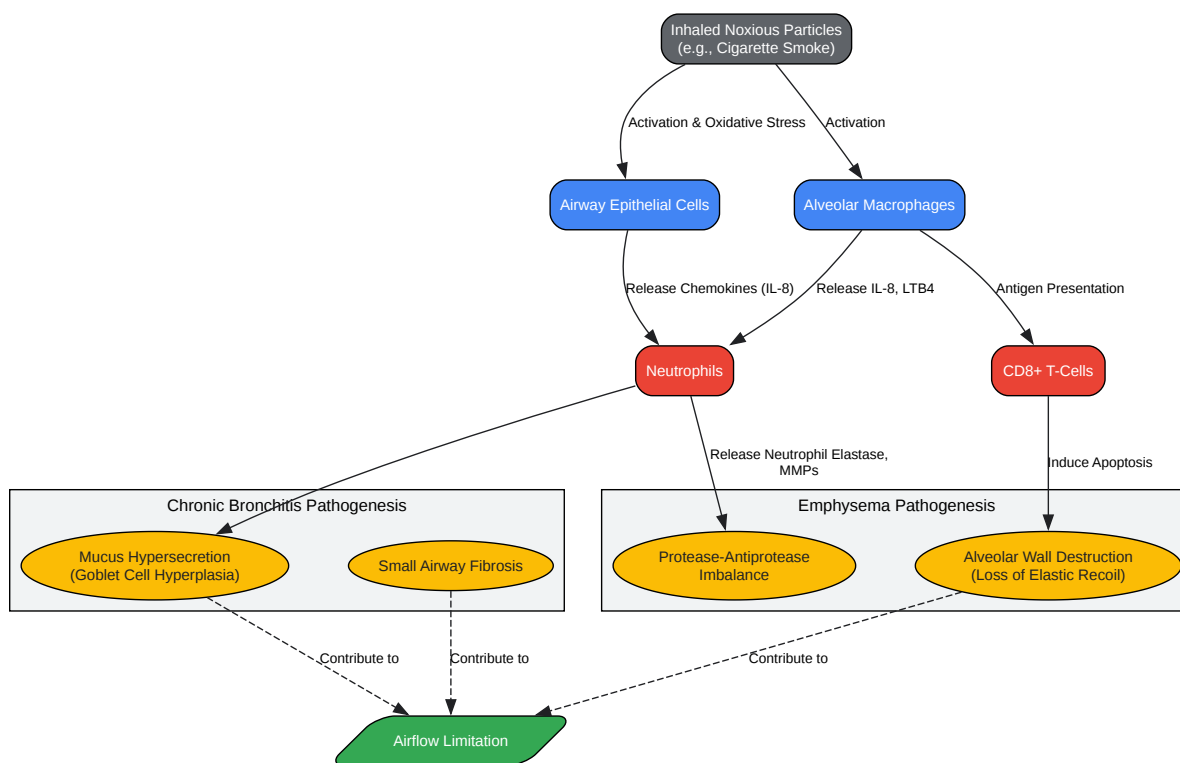 Inhaled Noxious Particles
(e.g., Cigarette Smoke)
Activation & Oxidative Stress
Activation
Airway Epithelial Cells
Alveolar Macrophages
Release Chemokines (IL-8)
Release IL-8, LTB4
Antigen Presentation
Neutrophils
CD8+ T-Cells
Release Neutrophil Elastase,
MMPs
Induce Apoptosis
Chronic Bronchitis Pathogenesis
Emphysema Pathogenesis
Mucus Hypersecretion
(Goblet Cell Hyperplasia)
Small Airway Fibrosis
Protease-Antiprotease
Imbalance
Alveolar Wall Destruction
(Loss of Elastic Recoil)
Contribute to
Contribute to
Contribute to
Airflow Limitation